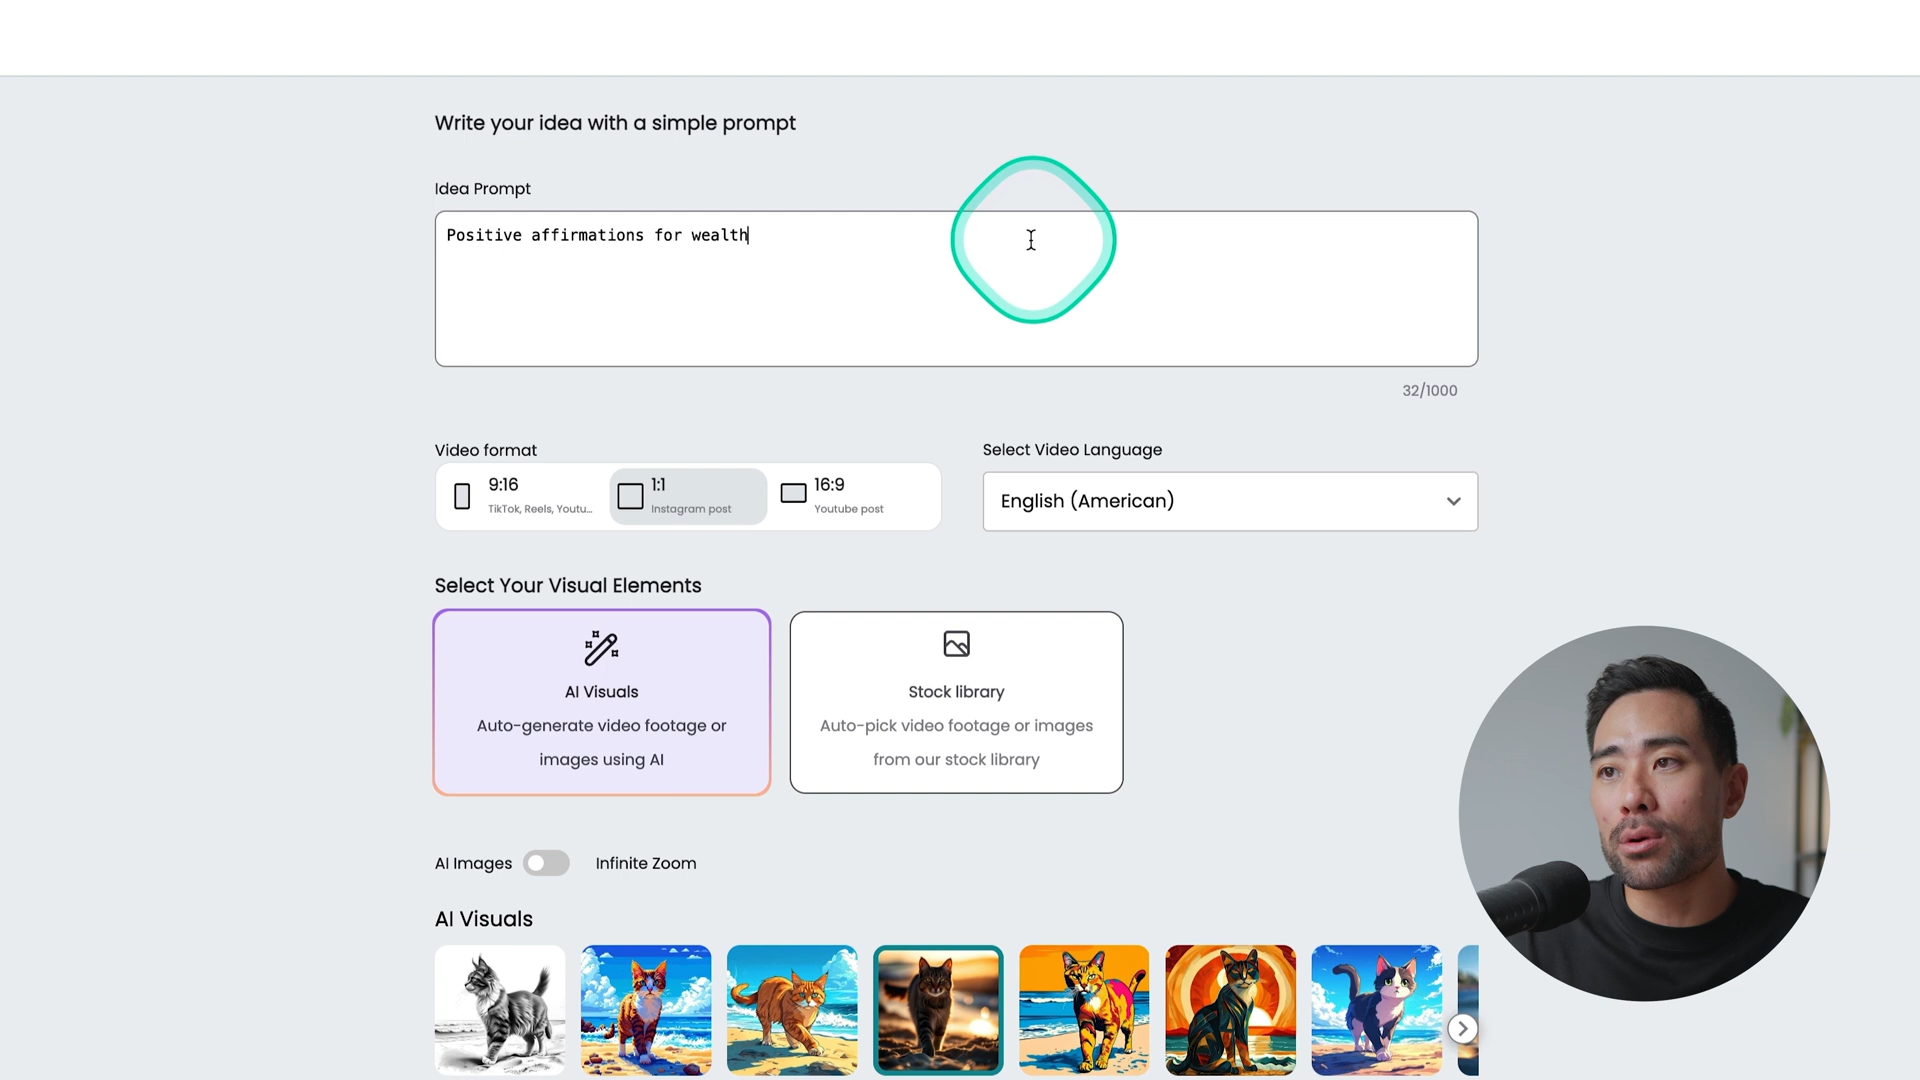 Write your idea with a simple prompt
Idea Prompt
Positive affirmations for wealth
32/1000
Video format
Select Video Language
9:16
TikTok, Reels, Youtu...
1:1
Instagram post
16:9
Youtube post
English (American)
Select Your Visual Elements
AI Visuals
Auto-generate video footage or
images using AI
Stock library
Auto-pick video footage or images
from our stock library
AI Images
Infinite Zoom
AI Visuals